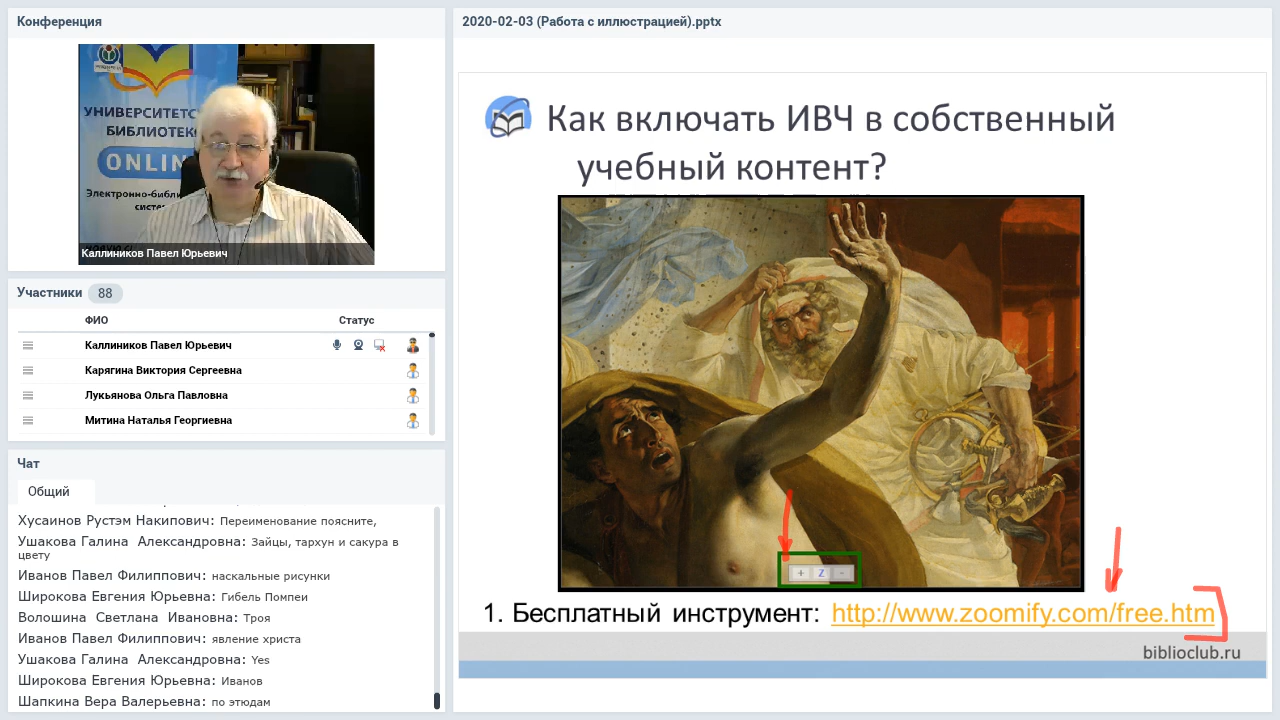 Конференция
УНИВЕРСИТЕТС
БИБЛИОТЕК
ONLIN
Электронно-библи
систе
Каллиников Павел Юрьевич
Участники 88
ФИО Статус
Каллиников Павел Юрьевич
Карягина Виктория Сергеевна
Лукьянова Ольга Павловна
Митина Наталья Георгиевна
Чат
Общий
Хусаинов Рустэм Накипович: Переименование поясните,
Ушакова Галина Александровна: Зайцы, тархун и сакура в
цвету
Иванов Павел Филиппович: наскальные рисунки
Широкова Евгения Юрьевна: Гибель Помпеи
Волошина Светлана Ивановна: Троя
Иванов Павел Филиппович: явление христа
Ушакова Галина Александровна: Yes
Широкова Евгения Юрьевна: Иванов
Шапкина Вера Валерьевна: по этюдам
2020-02-03 (Работа с иллюстрацией).pptx
Как включать ИВЧ в собственный
учебный контент?
+ Z -
1. Бесплатный инструмент: http://www.zoomify.com/free.htm
biblioclub.ru